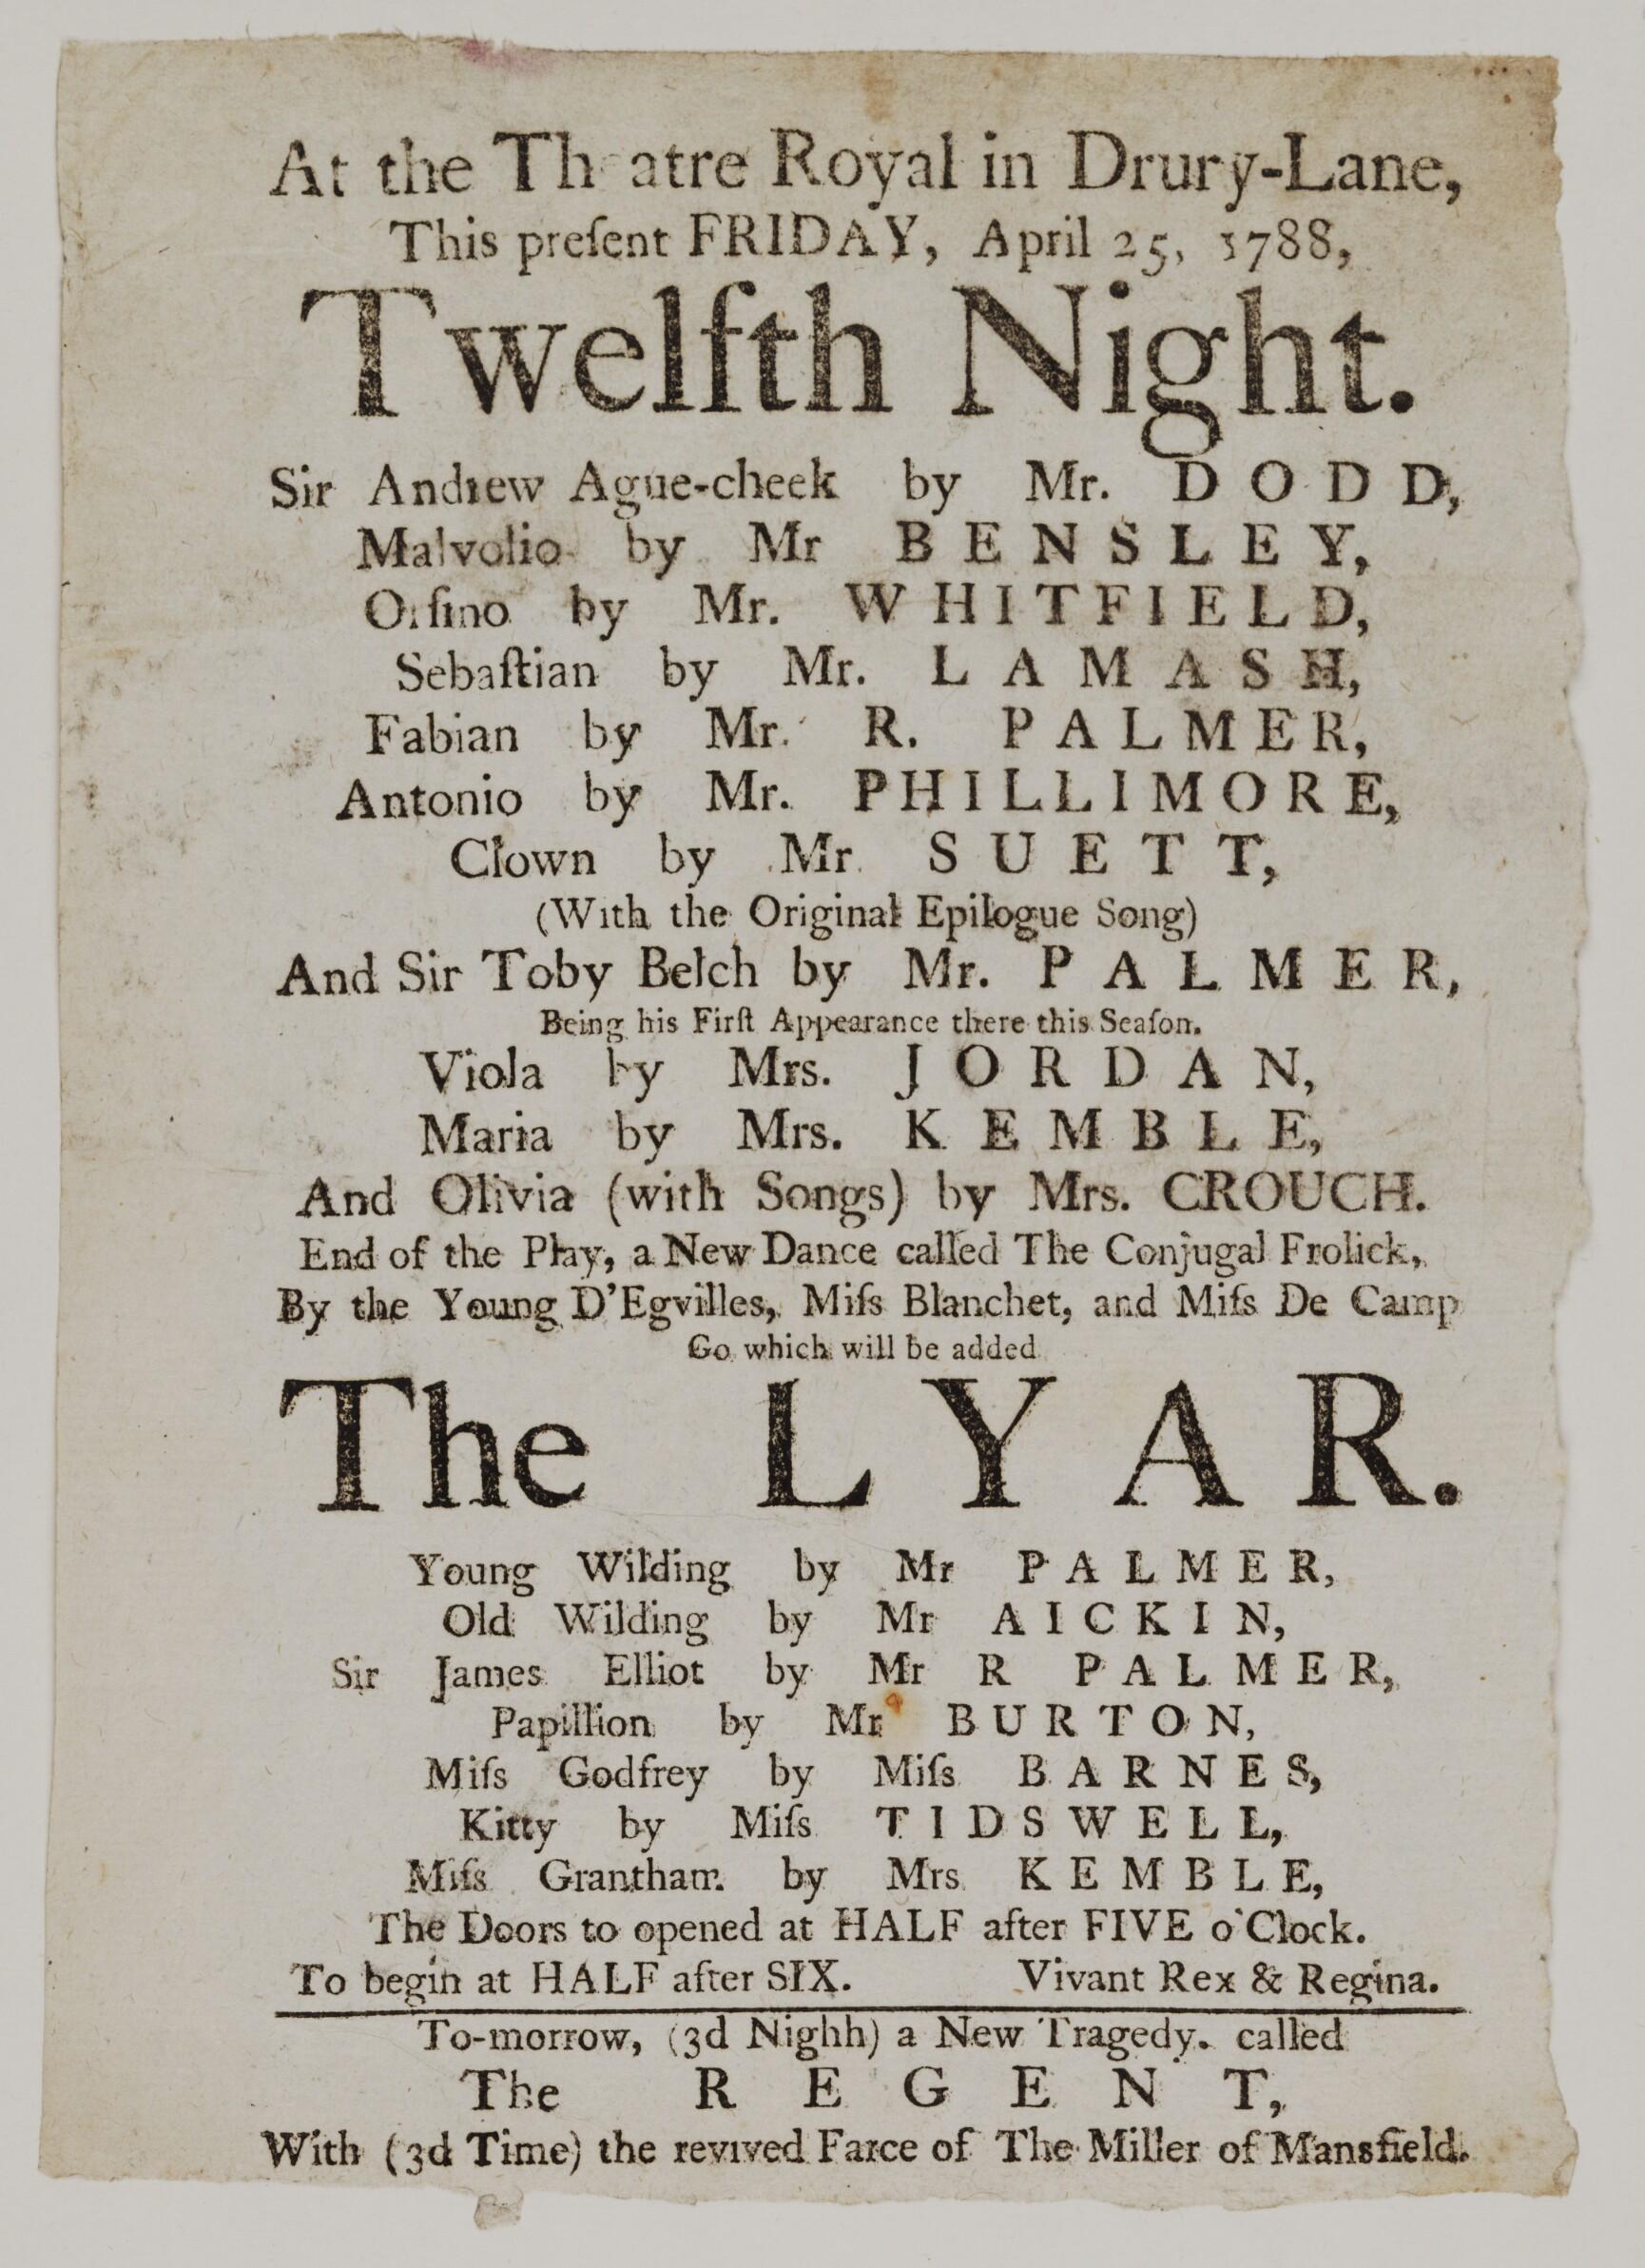 At the Th atre Royal in Drury-Lane,
This preſent FRIDAY, April 25, 1788,
Twelfth Night.
Sir Andrew Ague-cheek by Mr. DODD,
Malvolio by Mr BENSLEY,
Orſino by Mr. WHITFIELD,
Sebaſtian by Mr. LAMASH,
Fabian by Mr. R. PALMER,
Antonio by Mr. PHILLIMORE,
Clown by Mr. SUETT,
(With the Original Epilogue Song)
And Sir Toby Belch by Mr. PALMER,
Being his Firſt Appearance there this Seaſon.
Viola by Mrs. JORDAN,
Maria by Mrs. KEMBLE,
And Olivia (with Songs) by Mrs. CROUCH.
End of the Play, a New Dance called The Conjugal Frolick,
By the Young D'Egvilles, Miſs Blanchet, and Miſs De Camp
Go which will be added
The LYAR.
Young Wilding by Mr PALMER,
Old Wilding by Mr AICKIN,
Sir James Elliot by Mr R PALMER,
Papillion by Mr BURTON,
Miſs Godfrey by Miſs BARNES,
Kitty by Miſs TIDSWELL,
Miſs Grantham by Mrs KEMBLE,
The Doors to opened at HALF after FIVE o'Clock.
To begin at HALF after SIX. Vivant Rex & Regina.
To-morrow, (3d Nighh) a New Tragedy. called
The REGENT,
With (3d Time) the revived Farce of The Miller of Mansfield.